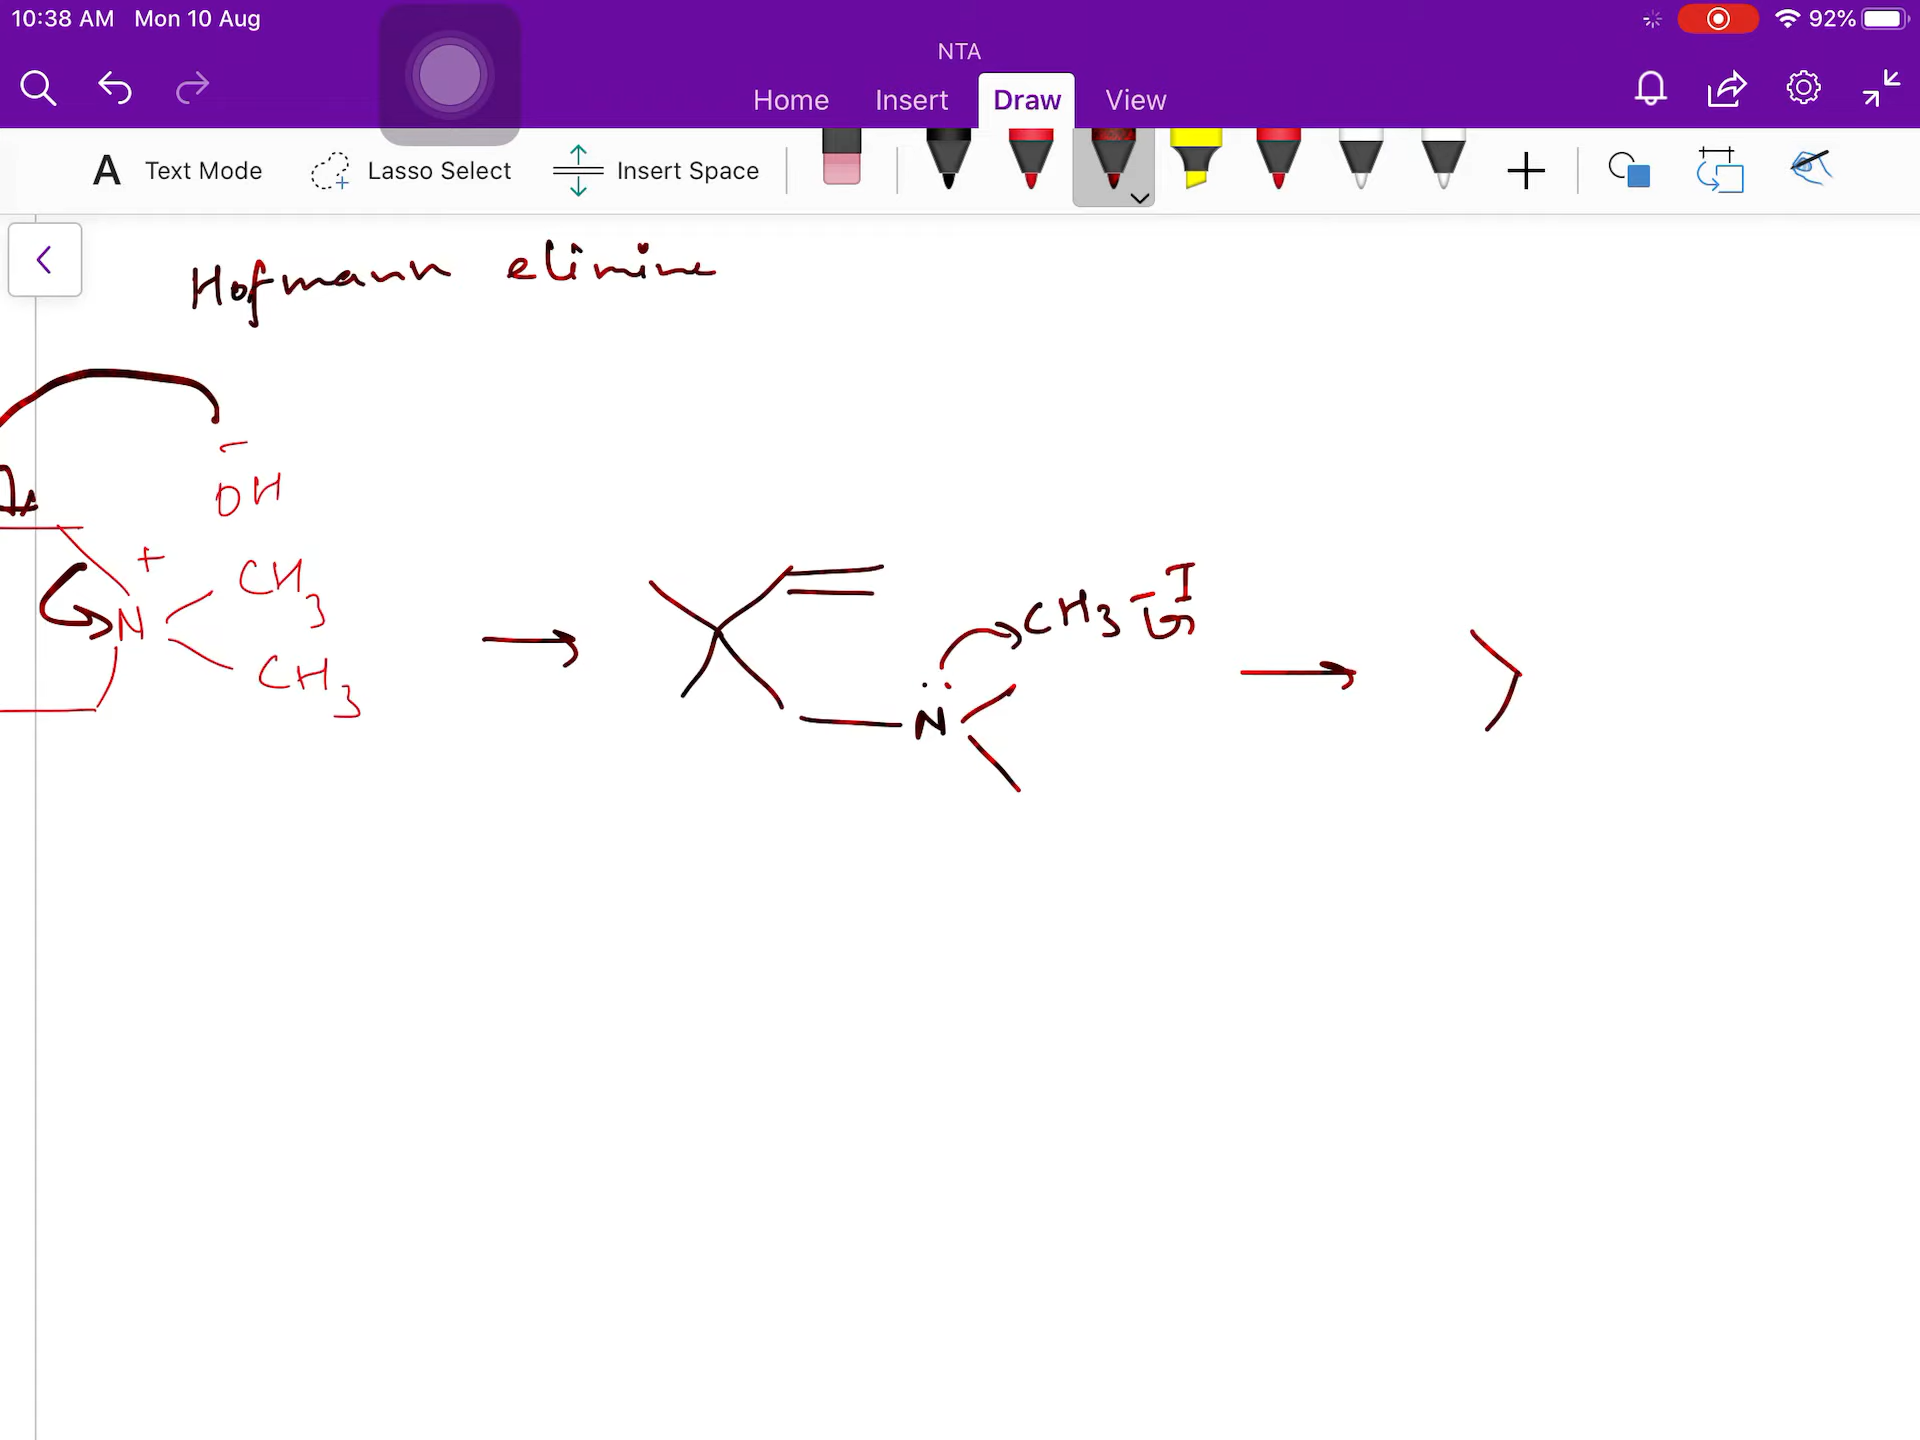 10:38 AM Mon 10 Aug 92%
NTA
Home Insert Draw View
A Text Mode Lasso Select Insert Space
Hofmann elimine
-
OH
+
CH3
N
CH3
CH3-I
N